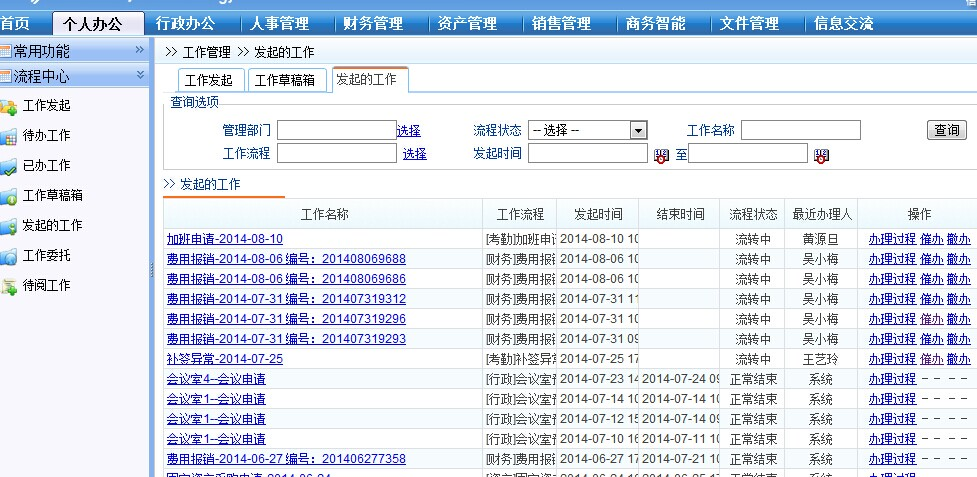 首页 个人办公 行政办公 人事管理 财务管理 资产管理 销售管理 商务智能 文件管理 信息交流
常用功能
流程中心
工作发起
待办工作
已办工作
工作草稿箱
发起的工作
工作委托
待阅工作
>> 工作管理 >> 发起的工作
工作发起 工作草稿箱 发起的工作
查询选项
管理部门 选择 流程状态 -- 选择 -- 工作名称 查询
工作流程 选择 发起时间 至
>> 发起的工作
工作名称 工作流程 发起时间 结束时间 流程状态 最近办理人 操作
加班申请-2014-08-10 [考勤]加班申 2014-08-10 10 流转中 黄源旦 办理过程 催办 撤办
费用报销-2014-08-06 编号：201408069688 [财务]费用报 2014-08-06 10 流转中 吴小梅 办理过程 催办 撤办
费用报销-2014-08-06 编号：201408069686 [财务]费用报 2014-08-06 10 流转中 吴小梅 办理过程 催办 撤办
费用报销-2014-07-31 编号：201407319312 [财务]费用报 2014-07-31 11 流转中 吴小梅 办理过程 催办 撤办
费用报销-2014-07-31 编号：201407319296 [财务]费用报 2014-07-31 10 流转中 吴小梅 办理过程 催办 撤办
费用报销-2014-07-31 编号：201407319293 [财务]费用报 2014-07-31 09 流转中 吴小梅 办理过程 催办 撤办
补签异常-2014-07-25 [考勤]补签异常 2014-07-25 17 流转中 王艺玲 办理过程 催办 撤办
会议室4--会议申请 [行政]会议室 2014-07-23 14 2014-07-24 09 正常结束 系统 办理过程 - - - -
会议室1--会议申请 [行政]会议室 2014-07-14 10 2014-07-14 10 正常结束 系统 办理过程 - - - -
会议室1--会议申请 [行政]会议室 2014-07-12 15 2014-07-14 09 正常结束 系统 办理过程 - - - -
会议室1--会议申请 [行政]会议室 2014-07-10 16 2014-07-11 10 正常结束 系统 办理过程 - - - -
费用报销-2014-06-27 编号：201406277358 [财务]费用报 2014-06-27 17 2014-07-21 10 正常结束 系统 办理过程 - - - -